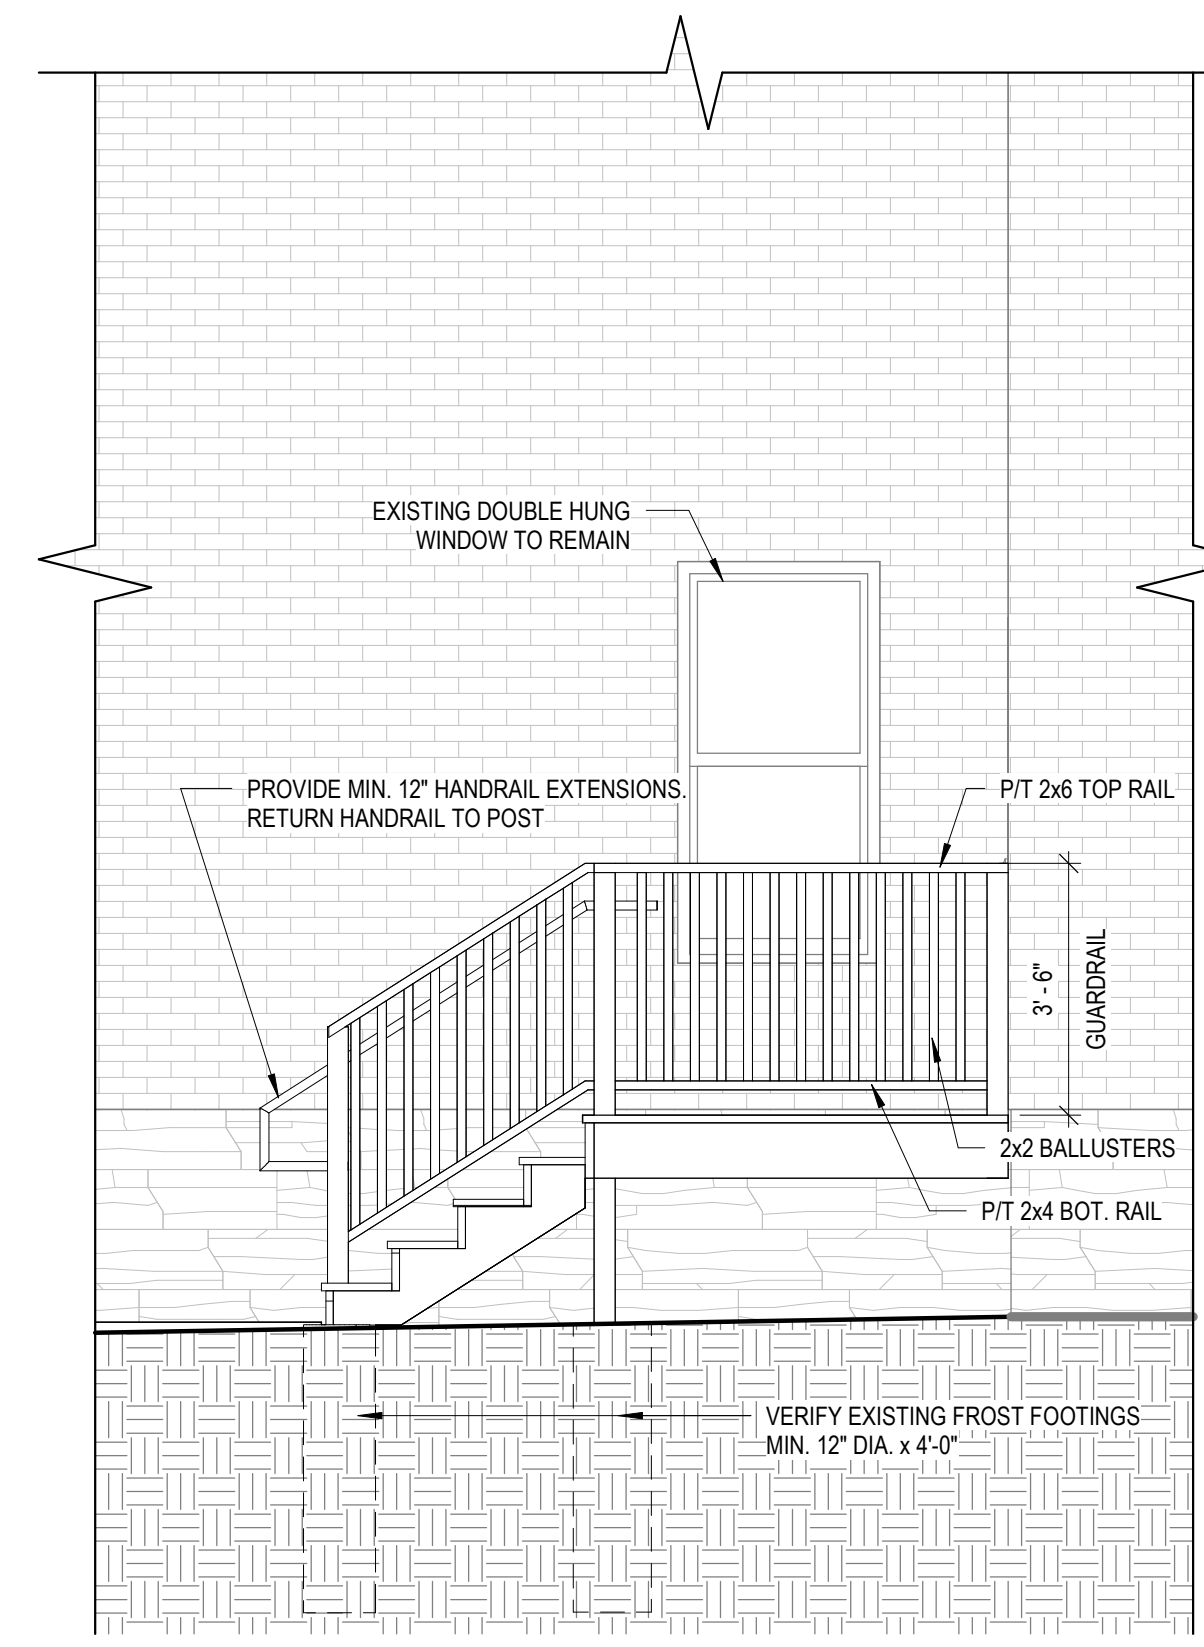 EXISTING DOUBLE HUNG
WINDOW TO REMAIN
PROVIDE MIN. 12" HANDRAIL EXTENSIONS.
RETURN HANDRAIL TO POST
P/T 2x6 TOP RAIL
3' - 6"
GUARDRAIL
2x2 BALLUSTERS
P/T 2x4 BOT. RAIL
VERIFY EXISTING FROST FOOTINGS
MIN. 12" DIA. x 4'-0"